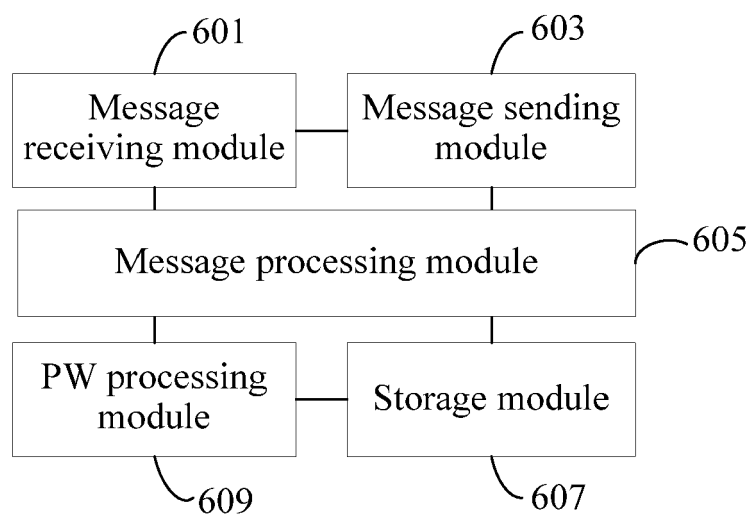 601
603
Message
receiving module
Message sending
module
Message processing module
605
PW processing
module
Storage module
609
607